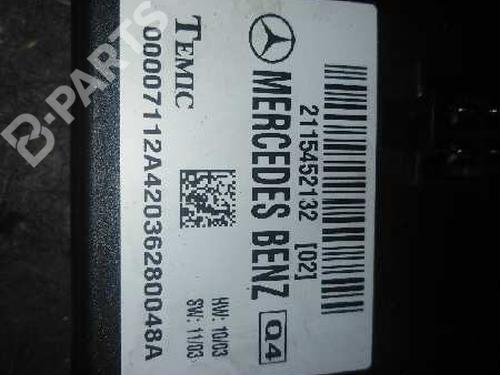 2115452132 [02]
MERCEDES BENZ Q4
HW: 10/03
SW: 11/03
TEMIC
000007112A42036280048A
B-PARTS